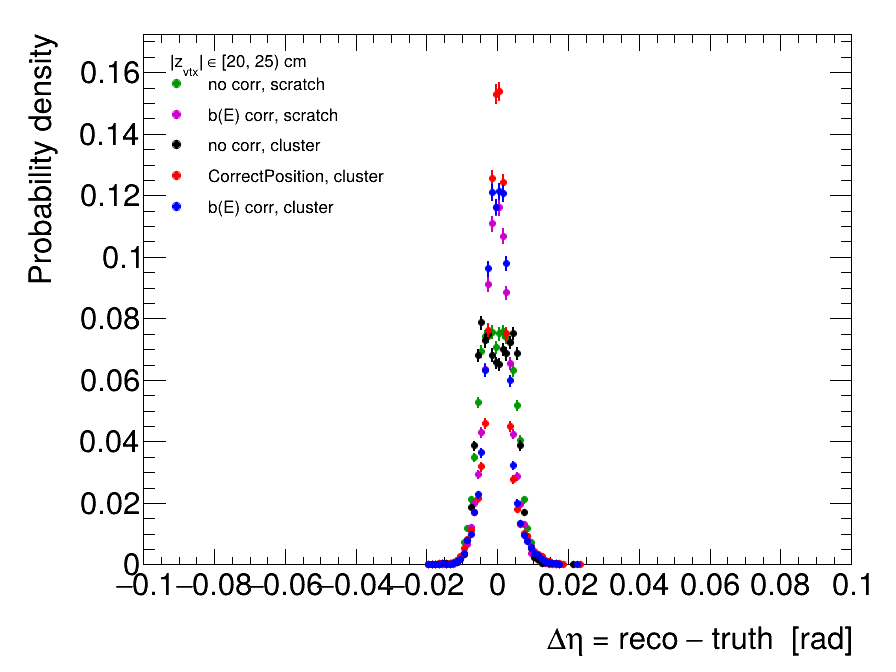 Probability density
|z_vtx| ∈ [20, 25) cm
no corr, scratch
b(E) corr, scratch
no corr, cluster
CorrectPosition, cluster
b(E) corr, cluster
0.16
0.14
0.12
0.1
0.08
0.06
0.04
0.02
0
−0.1 −0.08 −0.06 −0.04 −0.02 0 0.02 0.04 0.06 0.08 0.1
Δη = reco − truth [rad]